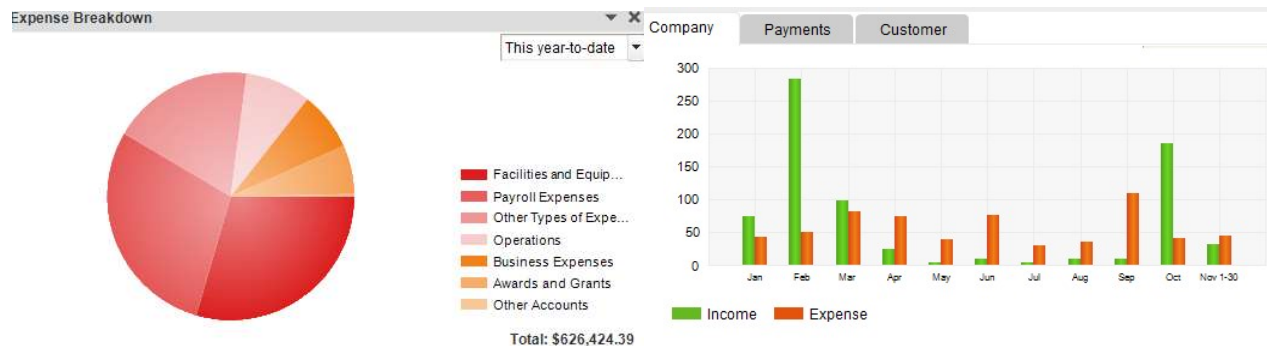 Expense Breakdown
This year-to-date
Facilities and Equip...
Payroll Expenses
Other Types of Expe...
Operations
Business Expenses
Awards and Grants
Other Accounts
Total: $626,424.39
Company Payments Customer
300
250
200
150
100
50
0
Jan Feb Mar Apr May Jun Jul Aug Sep Oct Nov 1-30
Income Expense